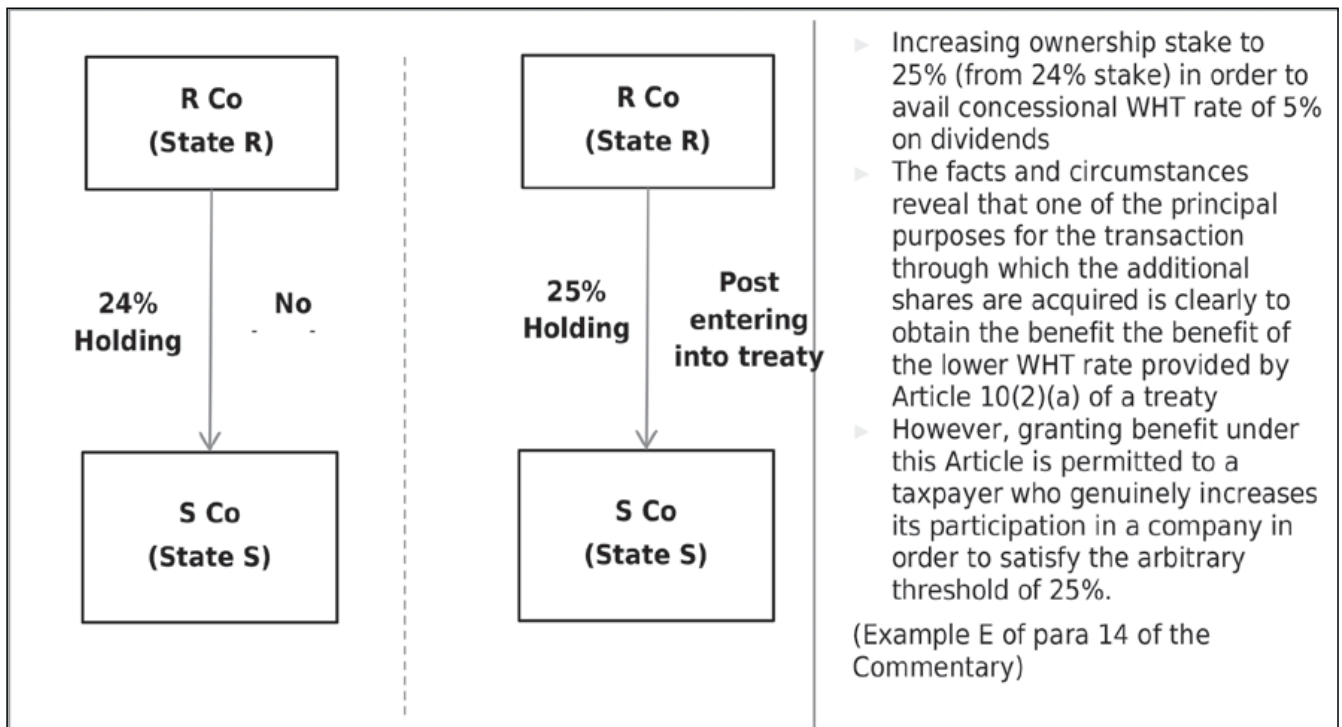 R Co
(State R)
24%
Holding
No
S Co
(State S)
R Co
(State R)
25%
Holding
Post
entering
into treaty
S Co
(State S)
Increasing ownership stake to
25% (from 24% stake) in order to
avail concessional WHT rate of 5%
on dividends
The facts and circumstances
reveal that one of the principal
purposes for the transaction
through which the additional
shares are acquired is clearly to
obtain the benefit the benefit of
the lower WHT rate provided by
Article 10(2)(a) of a treaty
However, granting benefit under
this Article is permitted to a
taxpayer who genuinely increases
its participation in a company in
order to satisfy the arbitrary
threshold of 25%.
(Example E of para 14 of the
Commentary)